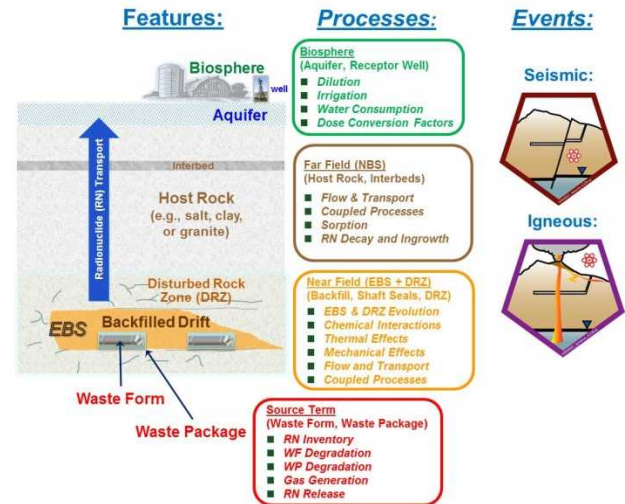 Features:
Processes:
Events:
Biosphere
well
Aquifer
Interbed
Radionuclide (RN) Transport
Host Rock
(e.g., salt, clay,
or granite)
Disturbed Rock
Zone (DRZ)
EBS
Backfilled Drift
Waste Form
Waste Package
Biosphere
(Aquifer, Receptor Well)
■ Dilution
■ Irrigation
■ Water Consumption
■ Dose Conversion Factors
Far Field (NBS)
(Host Rock, Interbeds)
■ Flow & Transport
■ Coupled Processes
■ Sorption
■ RN Decay and Ingrowth
Near Field (EBS + DRZ)
(Backfill, Shaft Seals, DRZ)
■ EBS & DRZ Evolution
■ Chemical Interactions
■ Thermal Effects
■ Mechanical Effects
■ Flow and Transport
■ Coupled Processes
Source Term
(Waste Form, Waste Package)
■ RN Inventory
■ WF Degradation
■ WP Degradation
■ Gas Generation
■ RN Release
Seismic:
Igneous: